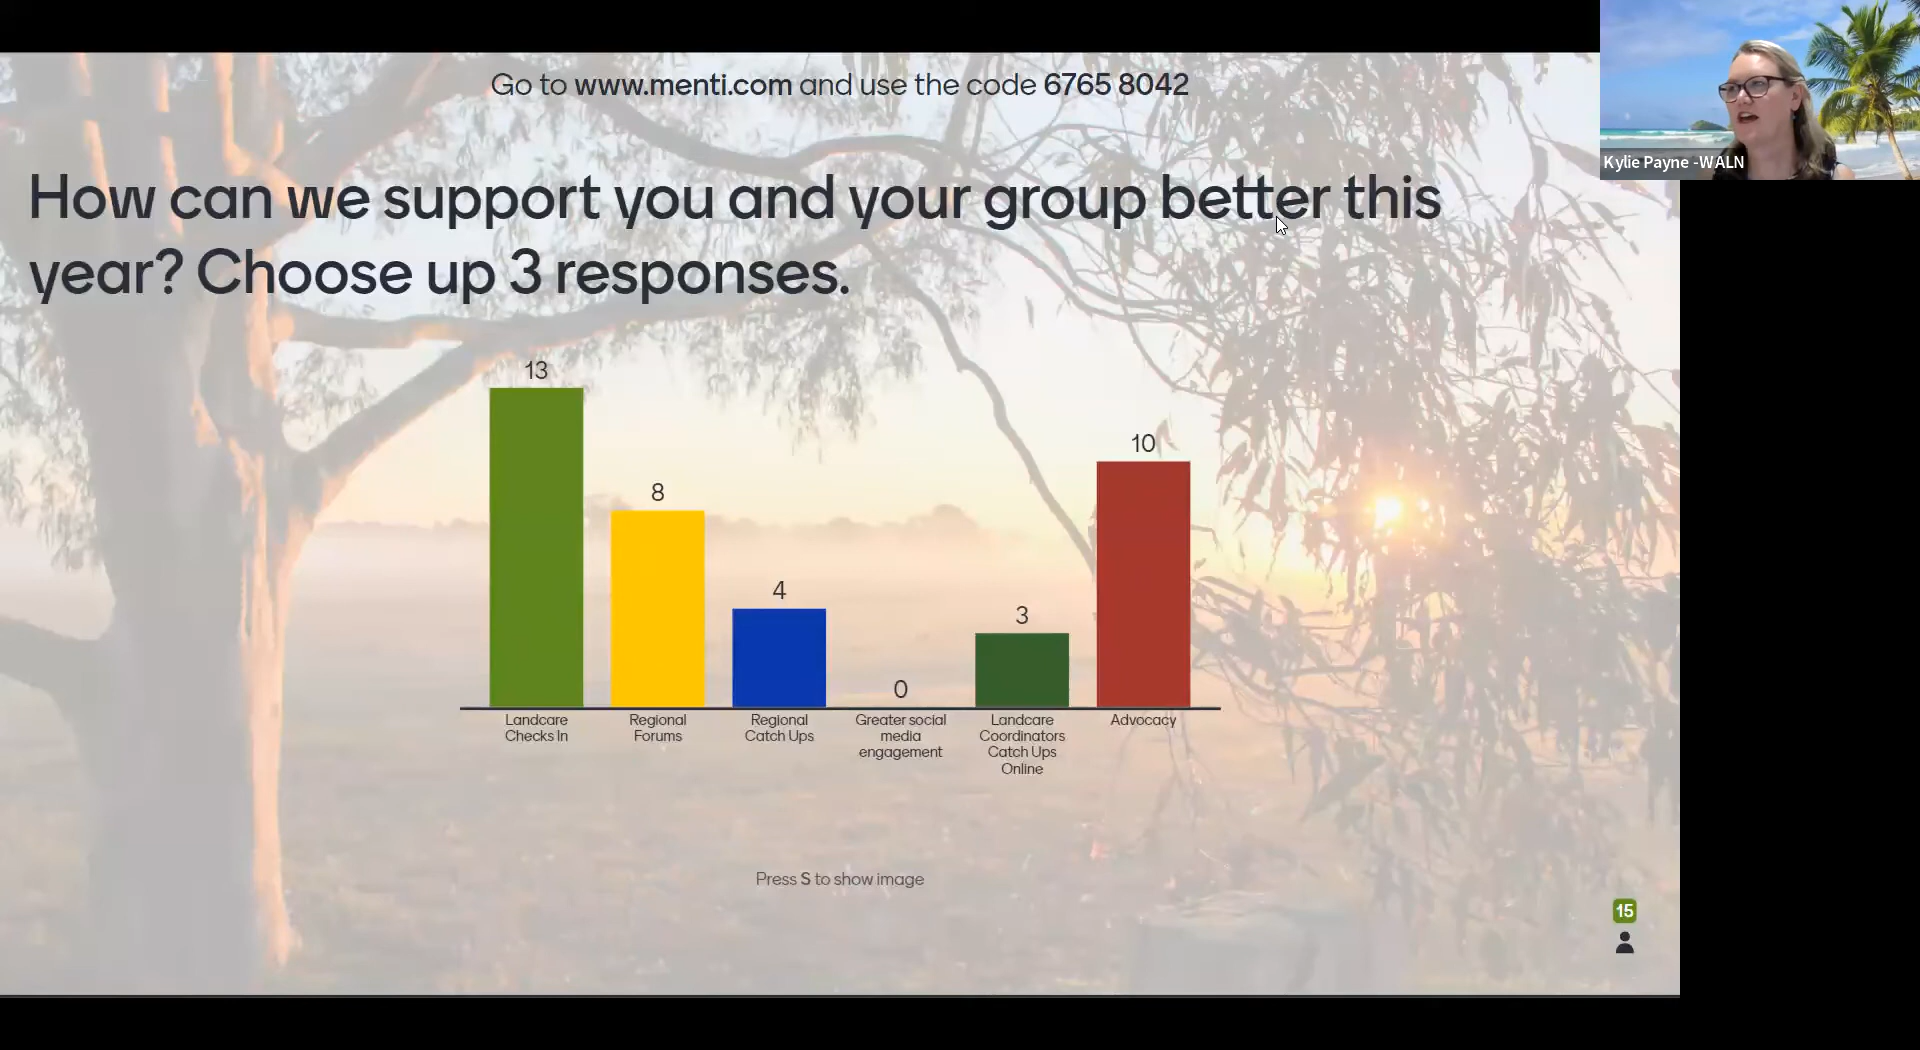 Go to www.menti.com and use the code 6765 8042
Kylie Payne -WALN
How can we support you and your group better this
year? Choose up 3 responses.
13
8
4
0
3
10
Landcare
Checks In
Regional
Forums
Regional
Catch Ups
Greater social
media
engagement
Landcare
Coordinators
Catch Ups
Online
Advocacy
Press S to show image
15